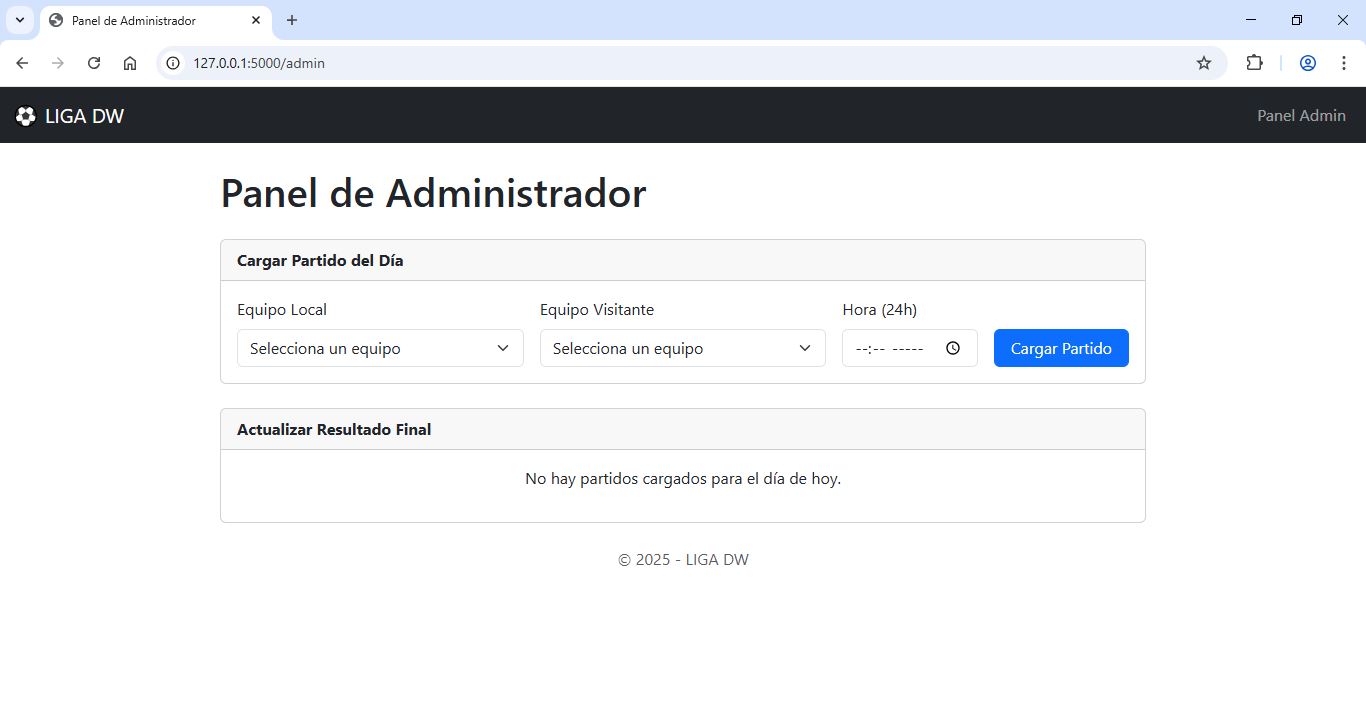 Panel de Administrador
127.0.0.1:5000/admin
LIGA DW
Panel Admin
Panel de Administrador
Cargar Partido del Día
Equipo Local
Equipo Visitante
Hora (24h)
Selecciona un equipo
Selecciona un equipo
--:-- -----
Cargar Partido
Actualizar Resultado Final
No hay partidos cargados para el día de hoy.
© 2025 - LIGA DW